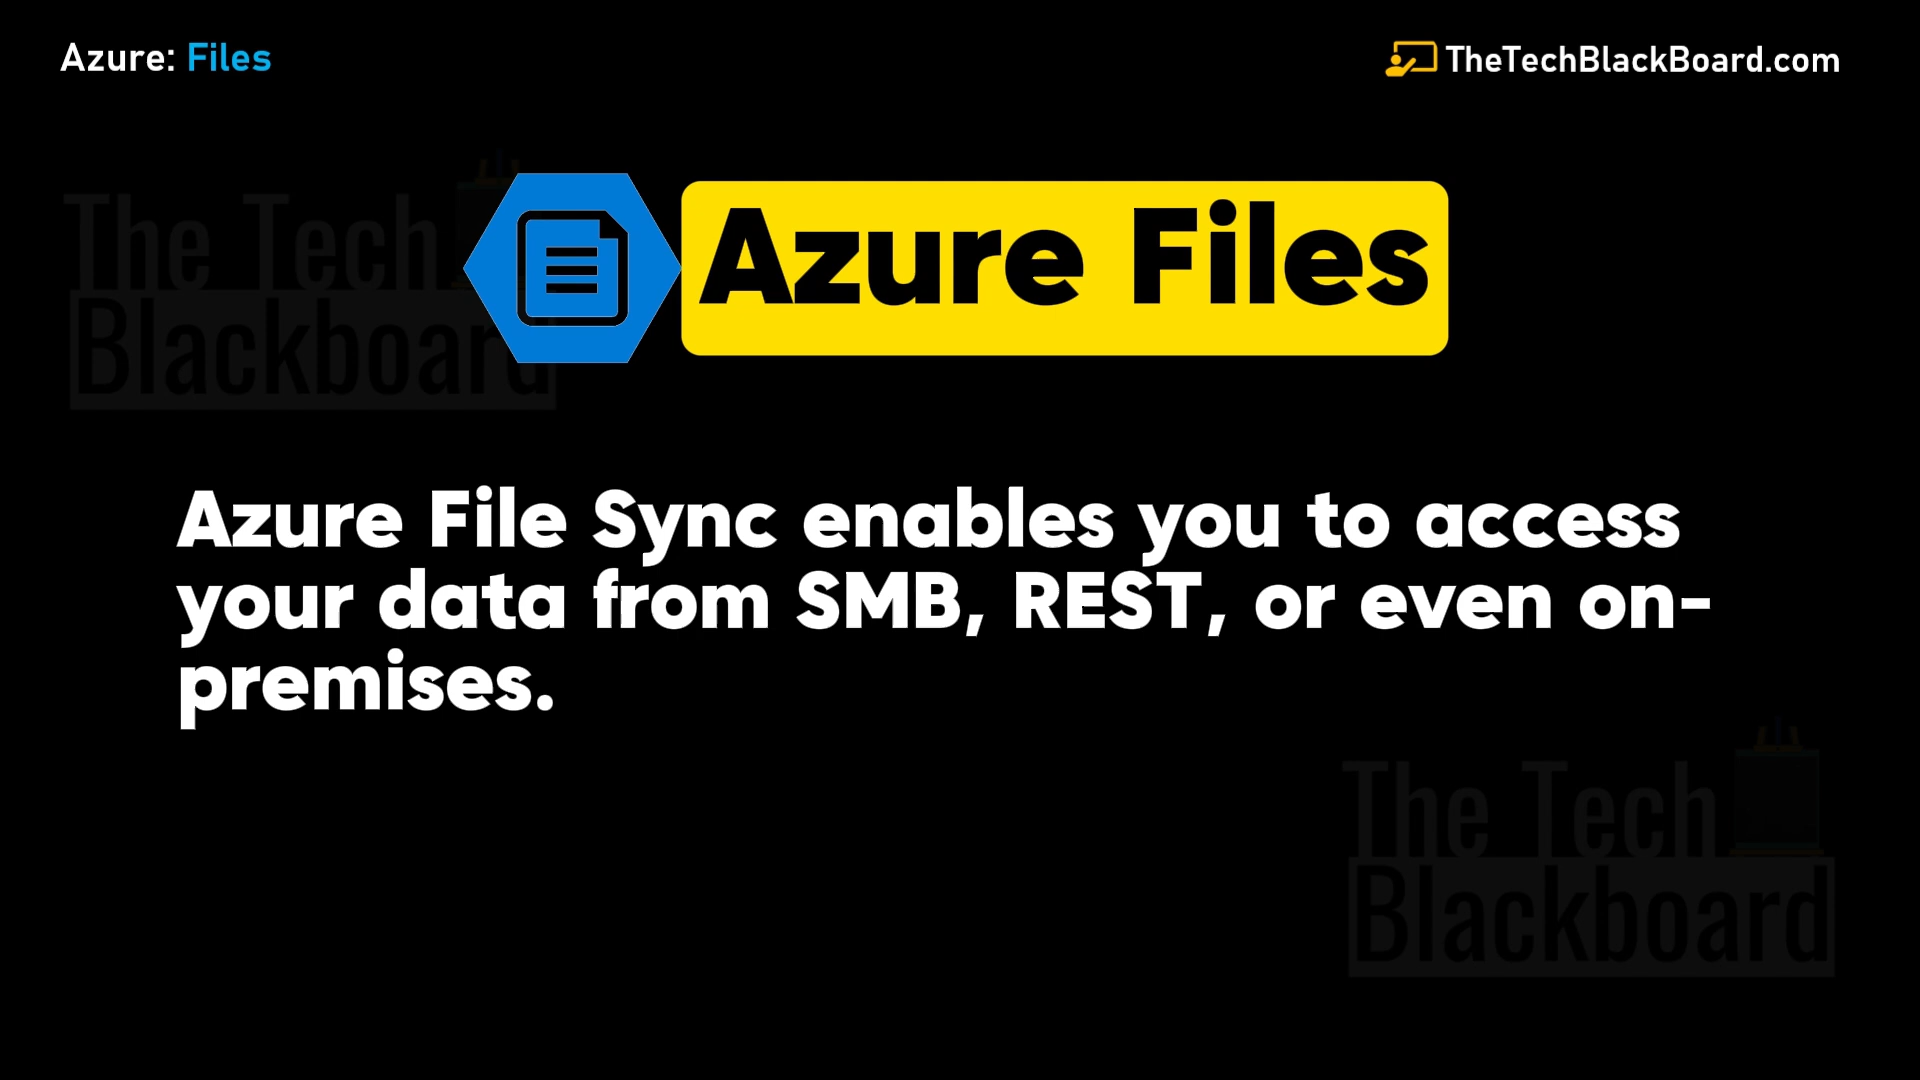 Azure: Files
TheTechBlackBoard.com
The Tech
Blackboard
Azure Files
Azure File Sync enables you to access
your data from SMB, REST, or even on-
premises.
The Tech
Blackboard